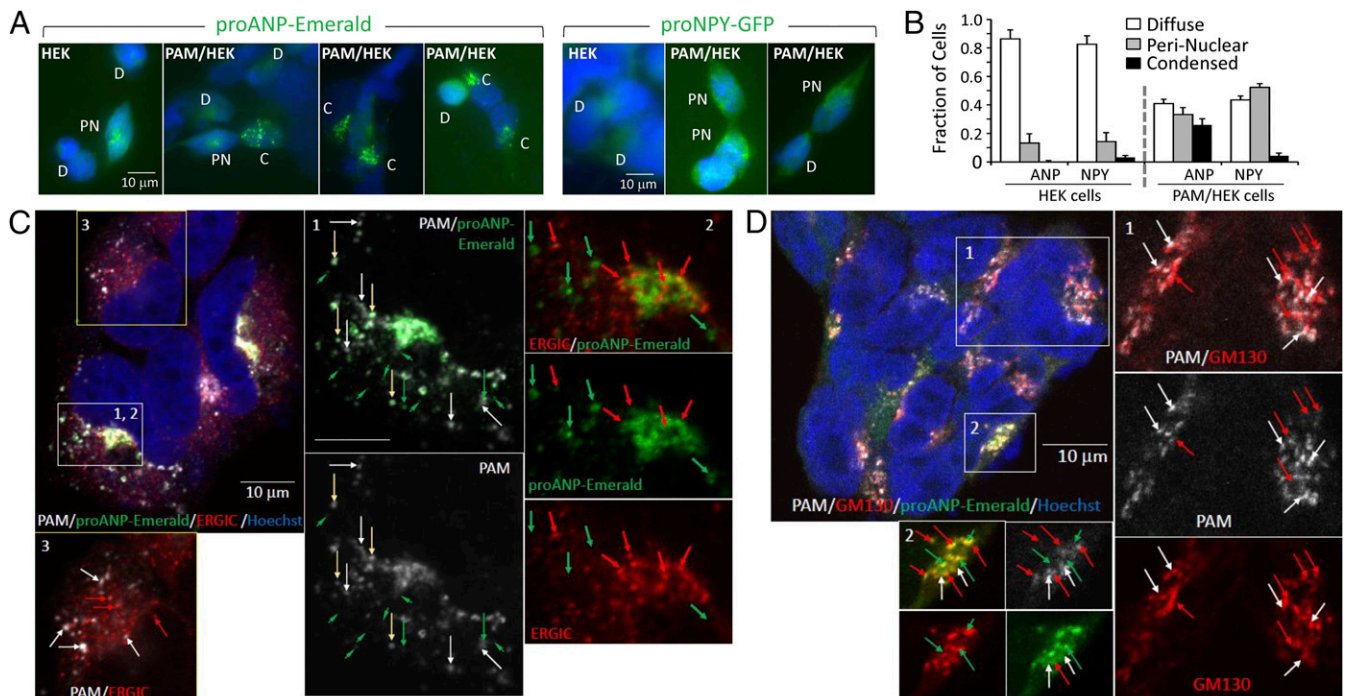 A
proANP-Emerald
proNPY-GFP
HEK
PAM/HEK
PAM/HEK
PAM/HEK
HEK
PAM/HEK
PAM/HEK
D
PN
D
10 µm
D
D
PN
C
C
C
C
D
C
D
D
10 µm
PN
PN
PN
D
B
Fraction of Cells
1.0
0.8
0.6
0.4
0.2
0
Diffuse
Peri-Nuclear
Condensed
ANP NPY
ANP NPY
HEK cells
PAM/HEK cells
C
3
1, 2
10 µm
PAM/proANP-Emerald/ERGIC/Hoechst
3
PAM/ERGIC
1
PAM/proANP-Emerald
PAM
2
ERGIC/proANP-Emerald
proANP-Emerald
ERGIC
D
1
2
10 µm
PAM/GM130/proANP-Emerald/Hoechst
2
1
PAM/GM130
PAM
GM130